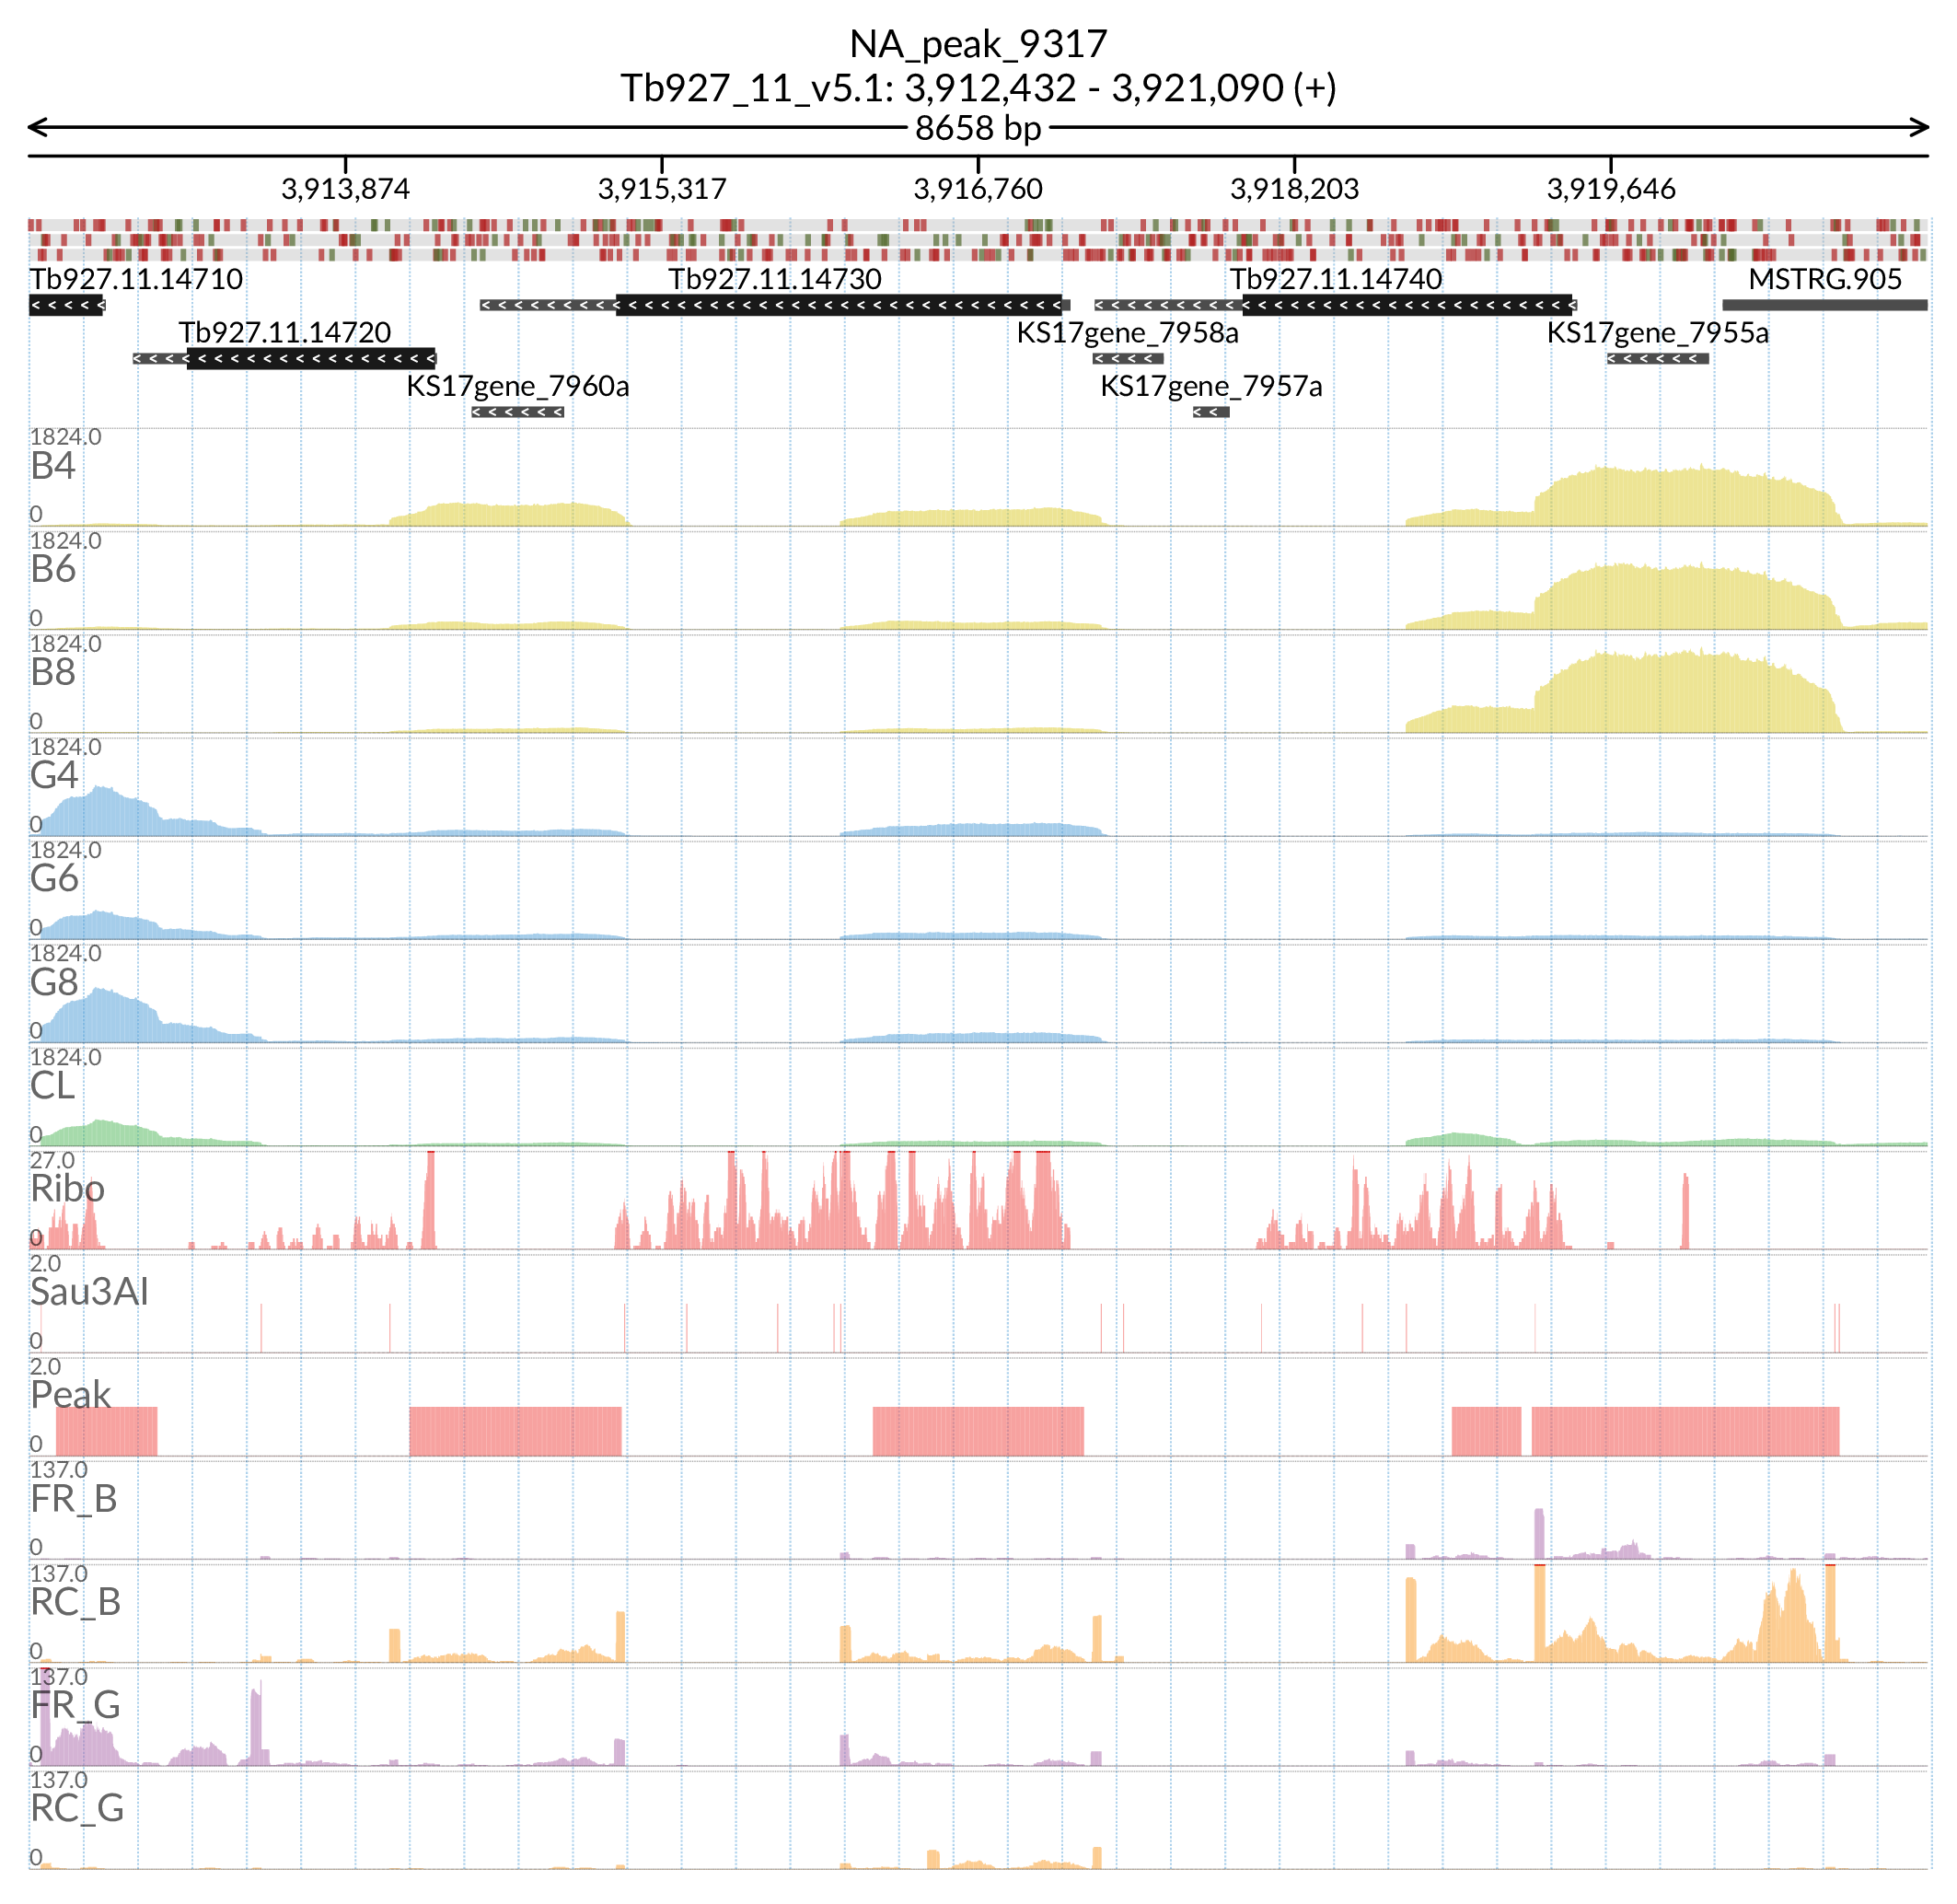 NA_peak_9317
Tb927_11_v5.1: 3,912,432 - 3,921,090 (+)
8658 bp
3,913,874 3,915,317 3,916,760 3,918,203 3,919,646
Tb927.11.14710 Tb927.11.14730 Tb927.11.14740 MSTRG.905
Tb927.11.14720 KS17gene_7958a KS17gene_7955a
KS17gene_7960a KS17gene_7957a
1824.0
B4
0
1824.0
B6
0
1824.0
B8
0
1824.0
G4
0
1824.0
G6
0
1824.0
G8
0
1824.0
CL
0
27.0
Ribo
0
2.0
Sau3AI
0
2.0
Peak
0
137.0
FR_B
0
137.0
RC_B
0
137.0
FR_G
0
137.0
RC_G
0